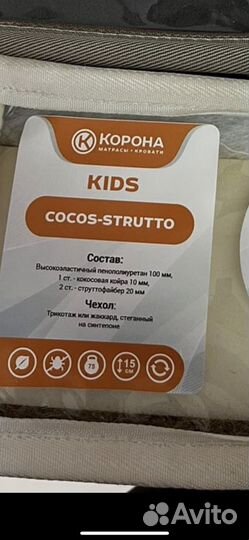 КОРОНА
МАТРАСЫ • КРОВАТИ
KIDS
COCOS-STRUTTO
Состав:
Высокоэластичный пенополиуретан 100 мм,
1 ст. - кокосовая койра 10 мм,
2 ст. - струттофайбер 20 мм
Чехол:
Трикотаж или жаккард, стеганный
на синтепоне
75
15
см
Avito